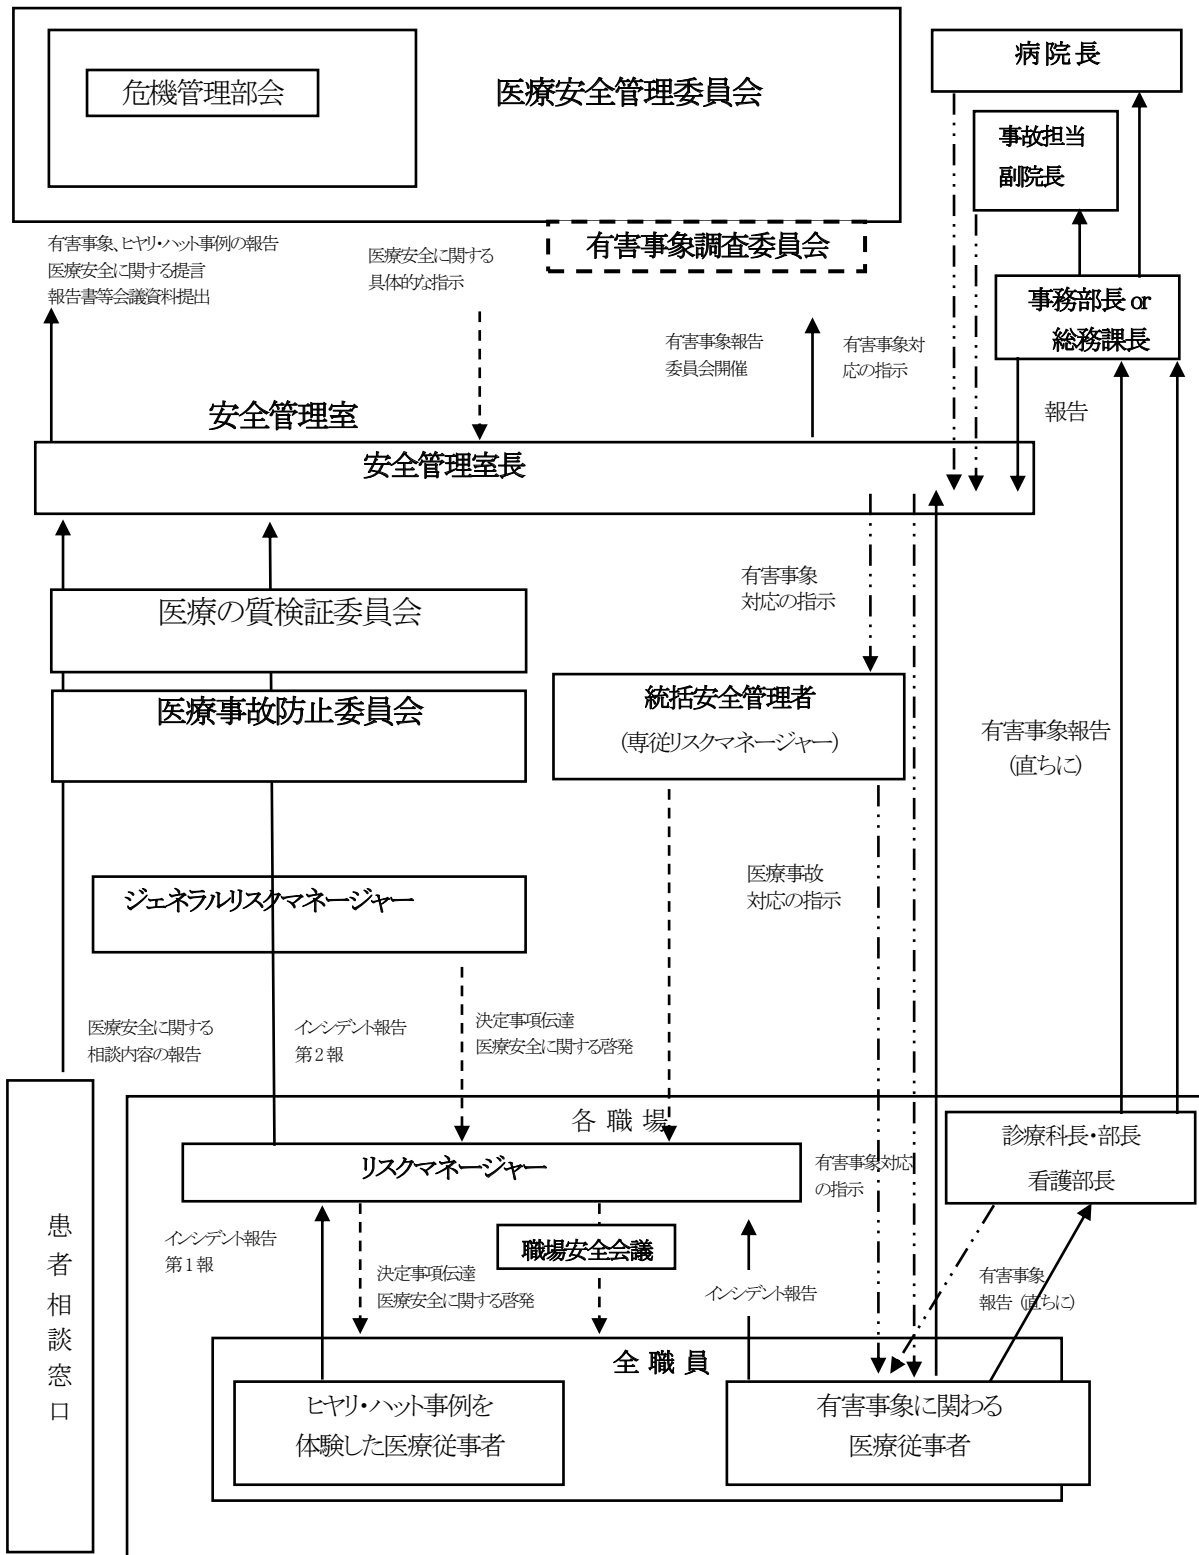 危機管理部会
医療安全管理委員会
病院長
事故担当
副院長
有害事象調査委員会
有害事象、ヒヤリ・ハット事例の報告
医療安全に関する提言
報告書等会議資料提出
医療安全に関する
具体的な指示
事務部長 or
総務課長
有害事象報告
委員会開催
有害事象対
応の指示
報告
安全管理室
安全管理室長
有害事象
対応の指示
医療の質検証委員会
医療事故防止委員会
統括安全管理者
(専従リスクマネージャー)
有害事象報告
(直ちに)
医療事故
対応の指示
ジェネラルリスクマネージャー
医療安全に関する
相談内容の報告
インシデント報告
第2報
決定事項伝達
医療安全に関する啓発
各 職 場
診療科長・部長
看護部長
リスクマネージャー
有害事象対応
の指示
患者相談窓口
インシデント報告
第1報
職場安全会議
決定事項伝達
医療安全に関する啓発
インシデント報告
有害事象
報告 (直ちに)
全 職 員
ヒヤリ・ハット事例を
体験した医療従事者
有害事象に関わる
医療従事者